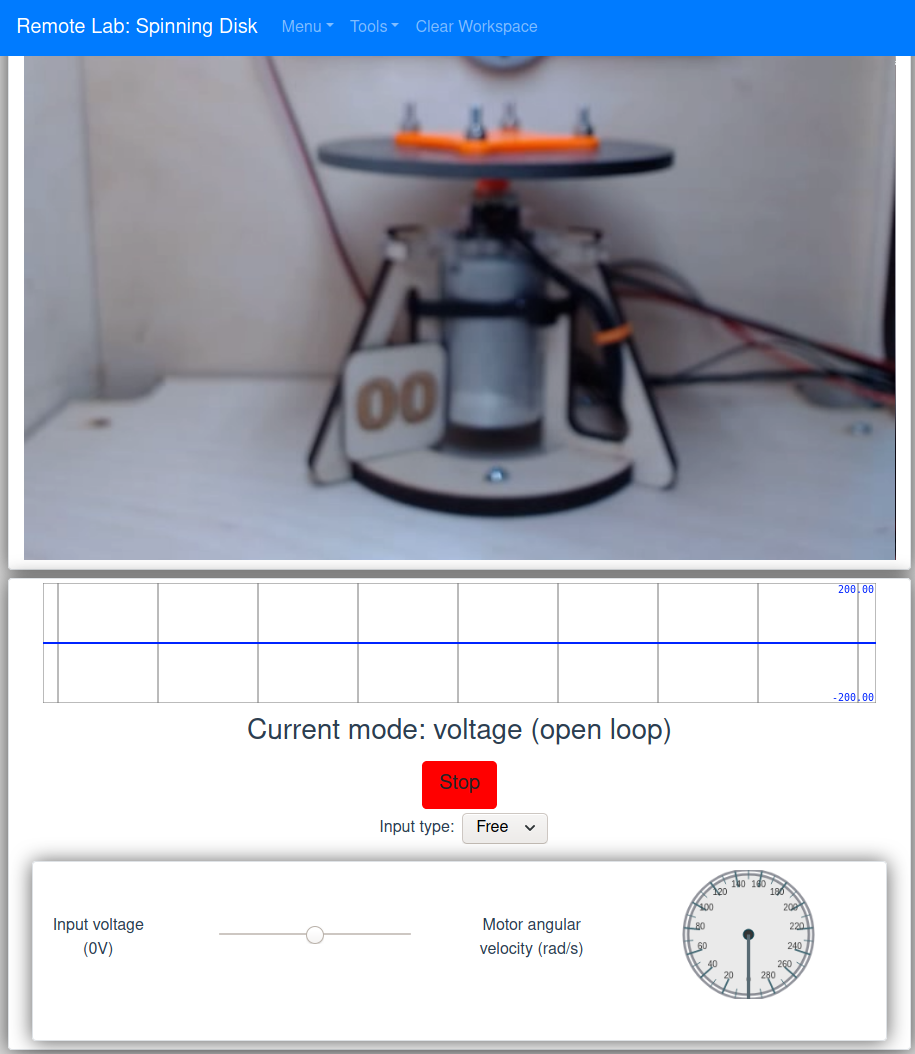 Remote Lab: Spinning Disk Menu Tools Clear Workspace
00
200.00
-200.00
Current mode: voltage (open loop)
Stop
Input type: Free
Input voltage
(0V)
Motor angular
velocity (rad/s)
20
40
60
80
100
120
140
160
180
200
220
240
260
280